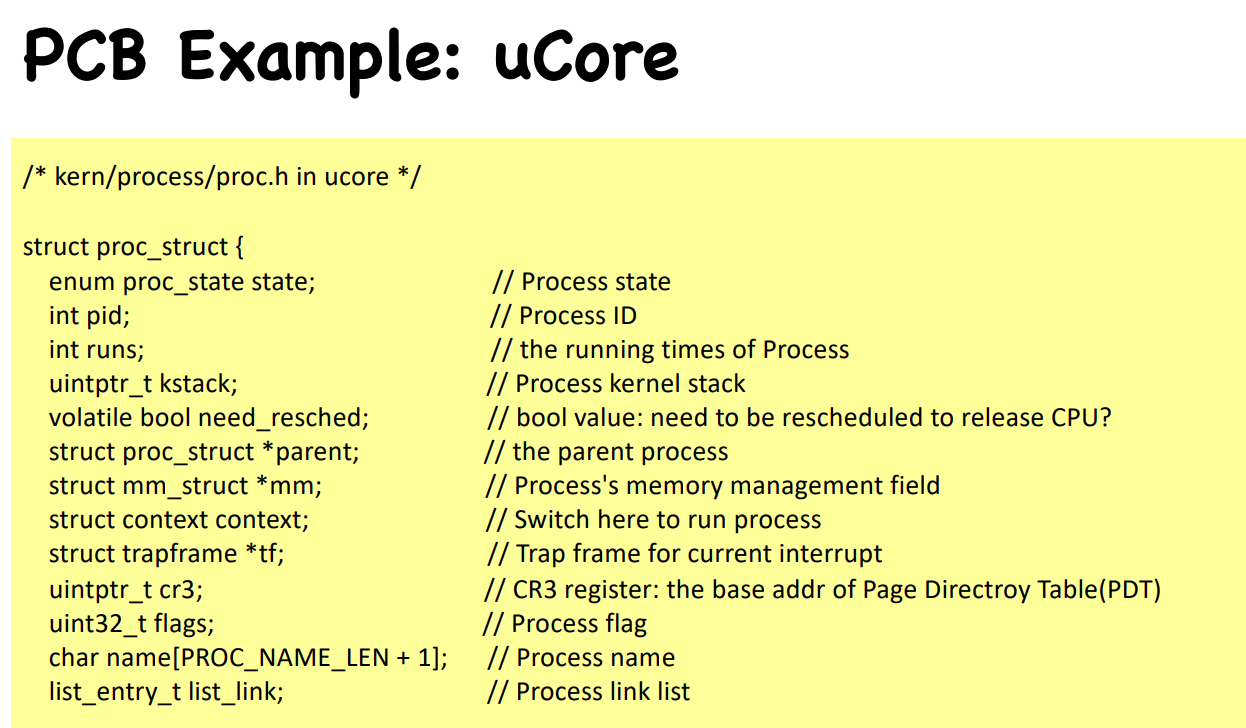 PCB Example: uCore
/* kern/process/proc.h in ucore */
struct proc_struct {
enum proc_state state; // Process state
int pid; // Process ID
int runs; // the running times of Process
uintptr_t kstack; // Process kernel stack
volatile bool need_resched; // bool value: need to be rescheduled to release CPU?
struct proc_struct *parent; // the parent process
struct mm_struct *mm; // Process's memory management field
struct context context; // Switch here to run process
struct trapframe *tf; // Trap frame for current interrupt
uintptr_t cr3; // CR3 register: the base addr of Page Directroy Table(PDT)
uint32_t flags; // Process flag
char name[PROC_NAME_LEN + 1]; // Process name
list_entry_t list_link; // Process link list